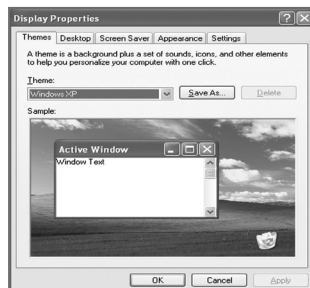 Display Properties
Themes Desktop Screen Saver Appearance Settings
A theme is a background plus a set of sounds, icons, and other elements
to help you personalize your computer with one click.
Theme:
Windows XP Save As... Delete
Sample:
Active Window
Window Text
OK Cancel Apply